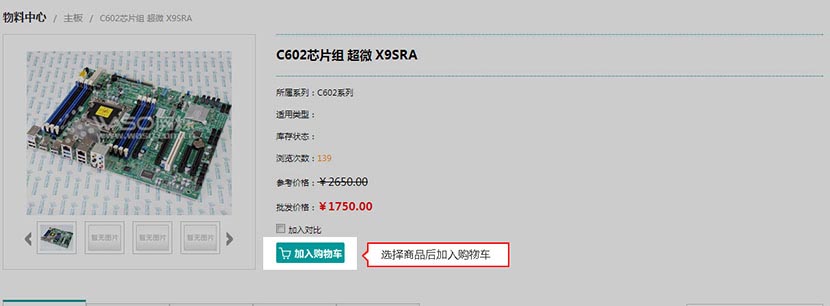 物料中心 / 主板 / C602芯片组 超微 X9SRA
C602芯片组 超微 X9SRA
所属系列：C602系列
适用类型：
库存状态：
浏览次数：139
参考价格：￥2650.00
批发价格：￥1750.00
加入对比
加入购物车
选择商品后加入购物车
暂无图片
暂无图片
暂无图片